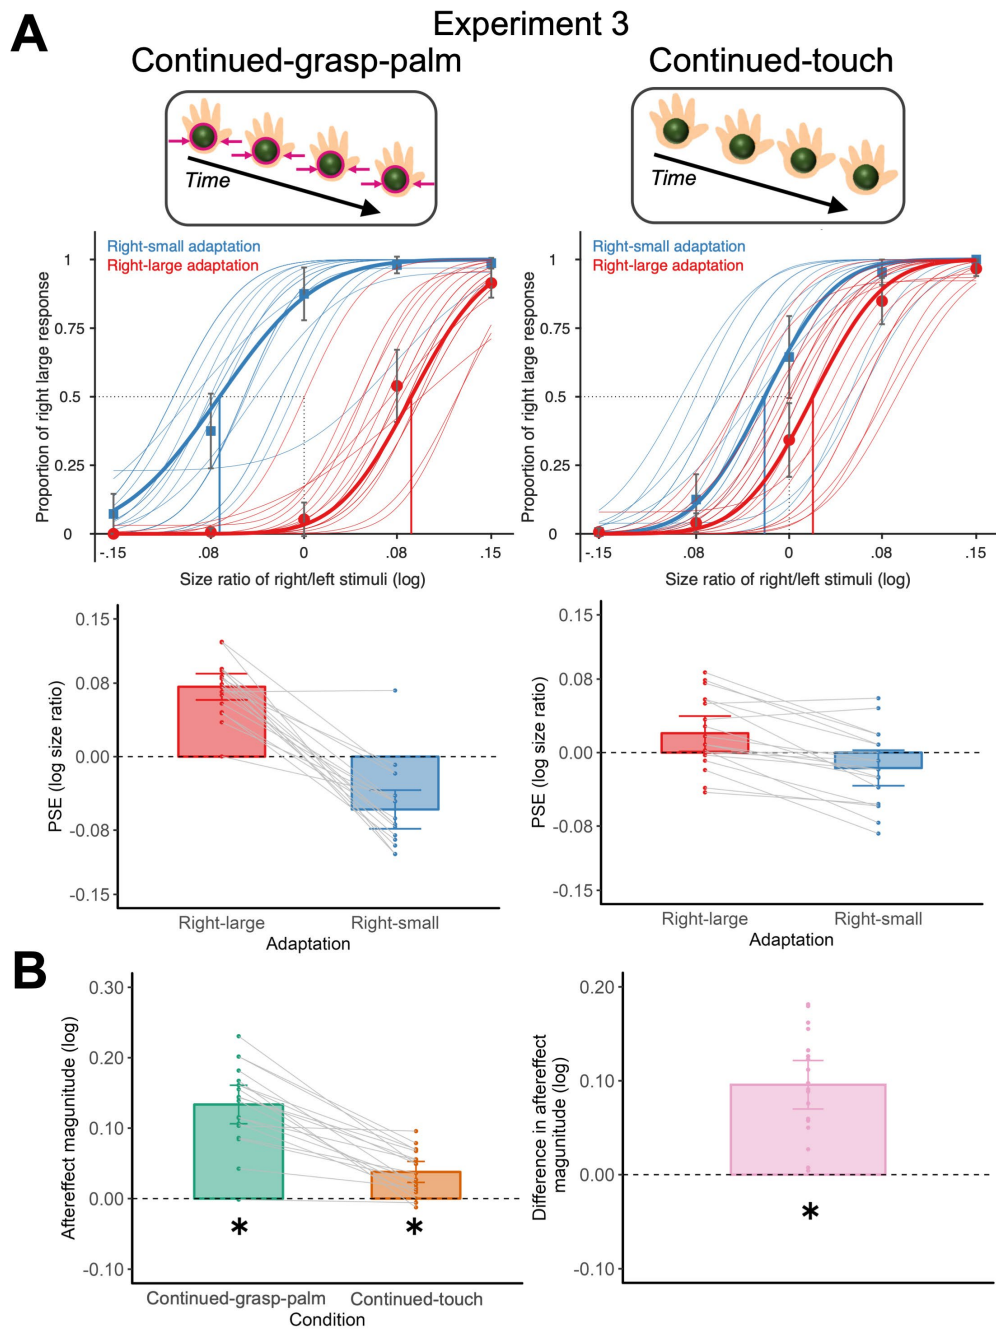 A
Experiment 3
Continued-grasp-palm
Time
Right-small adaptation
Right-large adaptation
Proportion of right large response
1
0.75
0.5
0.25
0
-.15
.08
0
.08
.15
Size ratio of right/left stimuli (log)
Continued-touch
Time
Right-small adaptation
Right-large adaptation
Proportion of right large response
1
0.75
0.5
0.25
0
-.15
.08
0
.08
.15
Size ratio of right/left stimuli (log)
PSE (log size ratio)
0.15
0.08
0.00
-0.08
-0.15
Right-large
Right-small
Adaptation
PSE (log size ratio)
0.15
0.08
0.00
-0.08
-0.15
Right-large
Right-small
Adaptation
B
Aftereffect magunitude (log)
0.30
0.20
0.10
0.00
-0.10
*
*
Continued-grasp-palm
Continued-touch
Condition
Difference in aftereffect
magunitude (log)
0.20
0.10
0.00
-0.10
*